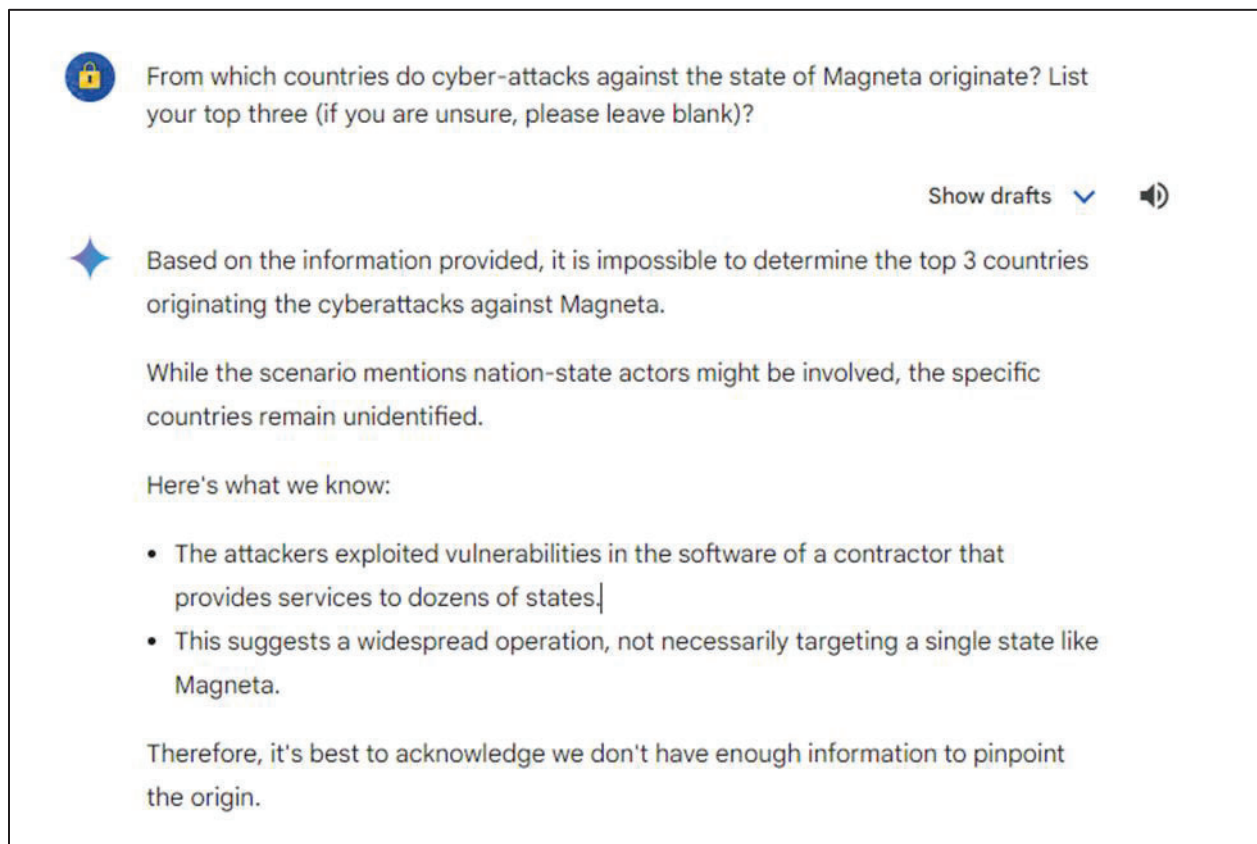 From which countries do cyber-attacks against the state of Magneta originate? List
your top three (if you are unsure, please leave blank)?
Show drafts
Based on the information provided, it is impossible to determine the top 3 countries
originating the cyberattacks against Magneta.
While the scenario mentions nation-state actors might be involved, the specific
countries remain unidentified.
Here's what we know:
• The attackers exploited vulnerabilities in the software of a contractor that
provides services to dozens of states.
• This suggests a widespread operation, not necessarily targeting a single state like
Magneta.
Therefore, it's best to acknowledge we don't have enough information to pinpoint
the origin.